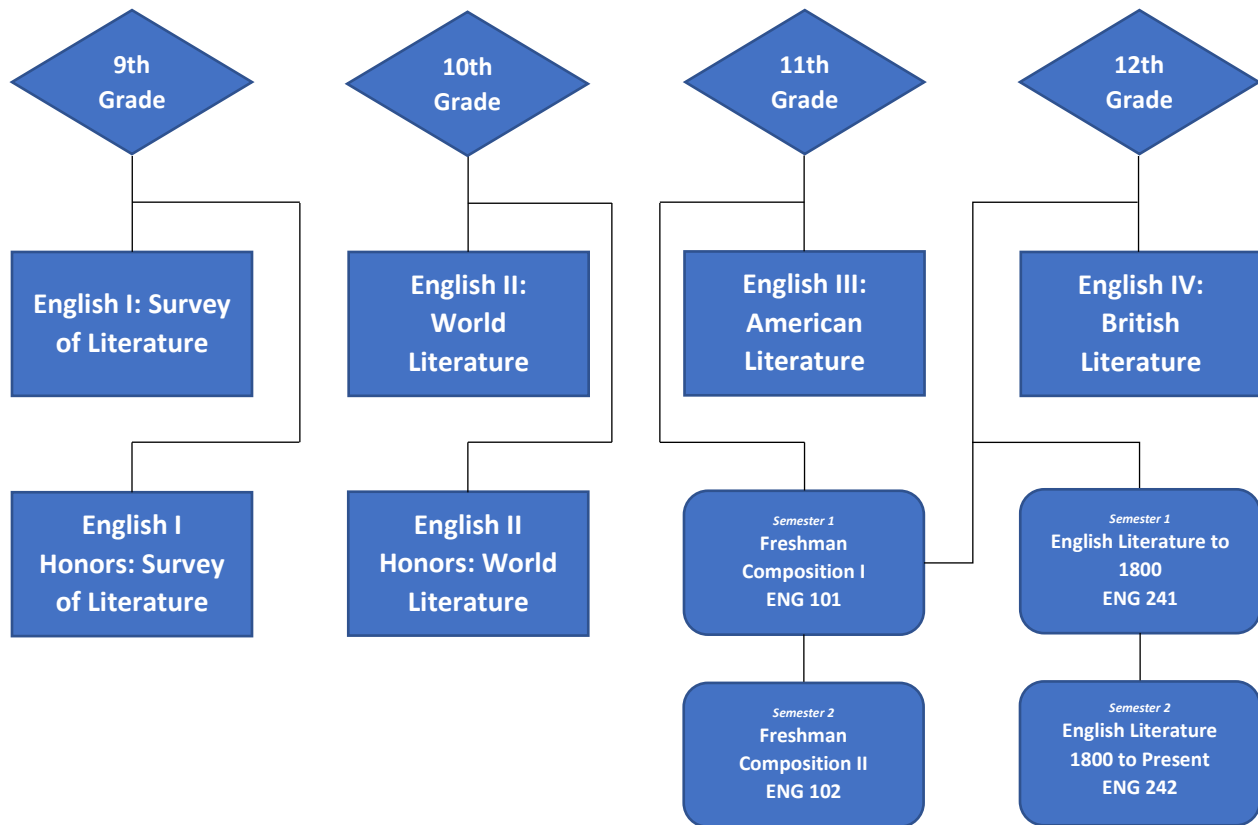 9th
Grade
10th
Grade
11th
Grade
12th
Grade
English I: Survey
of Literature
English II:
World
Literature
English III:
American
Literature
English IV:
British
Literature
English I
Honors: Survey
of Literature
English II
Honors: World
Literature
Semester 1
Freshman
Composition I
ENG 101
Semester 1
English Literature to
1800
ENG 241
Semester 2
Freshman
Composition II
ENG 102
Semester 2
English Literature
1800 to Present
ENG 242